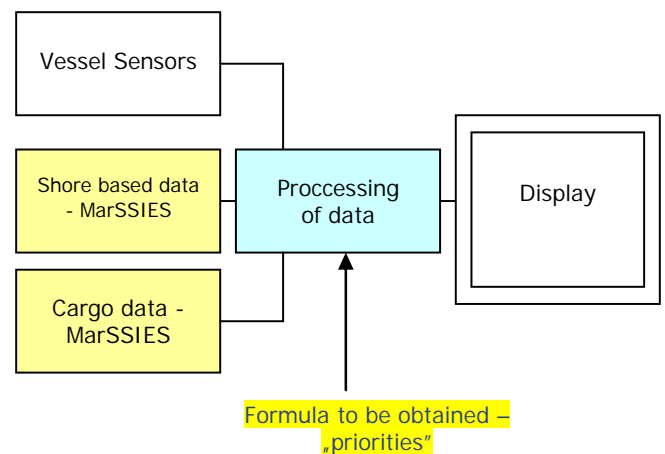 Vessel Sensors
Shore based data
- MarSSIES
Proccessing
of data
Display
Cargo data -
MarSSIES
Formula to be obtained –
„priorities”